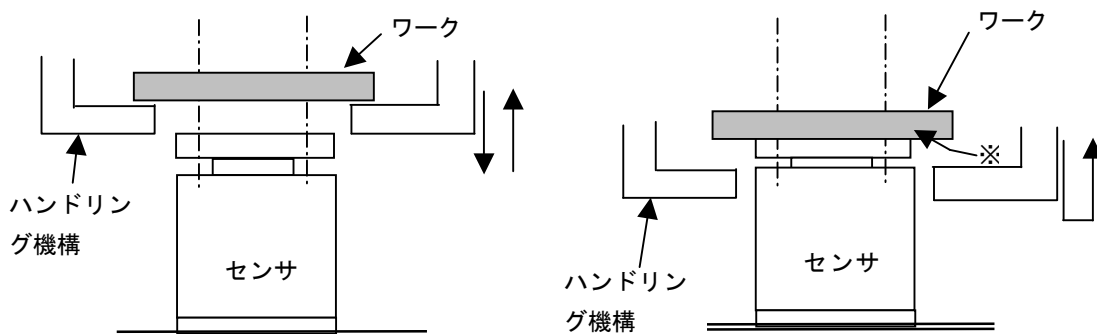 ワーク
ハンドリン
グ機構
センサ
ワーク
※
ハンドリン
グ機構
センサ